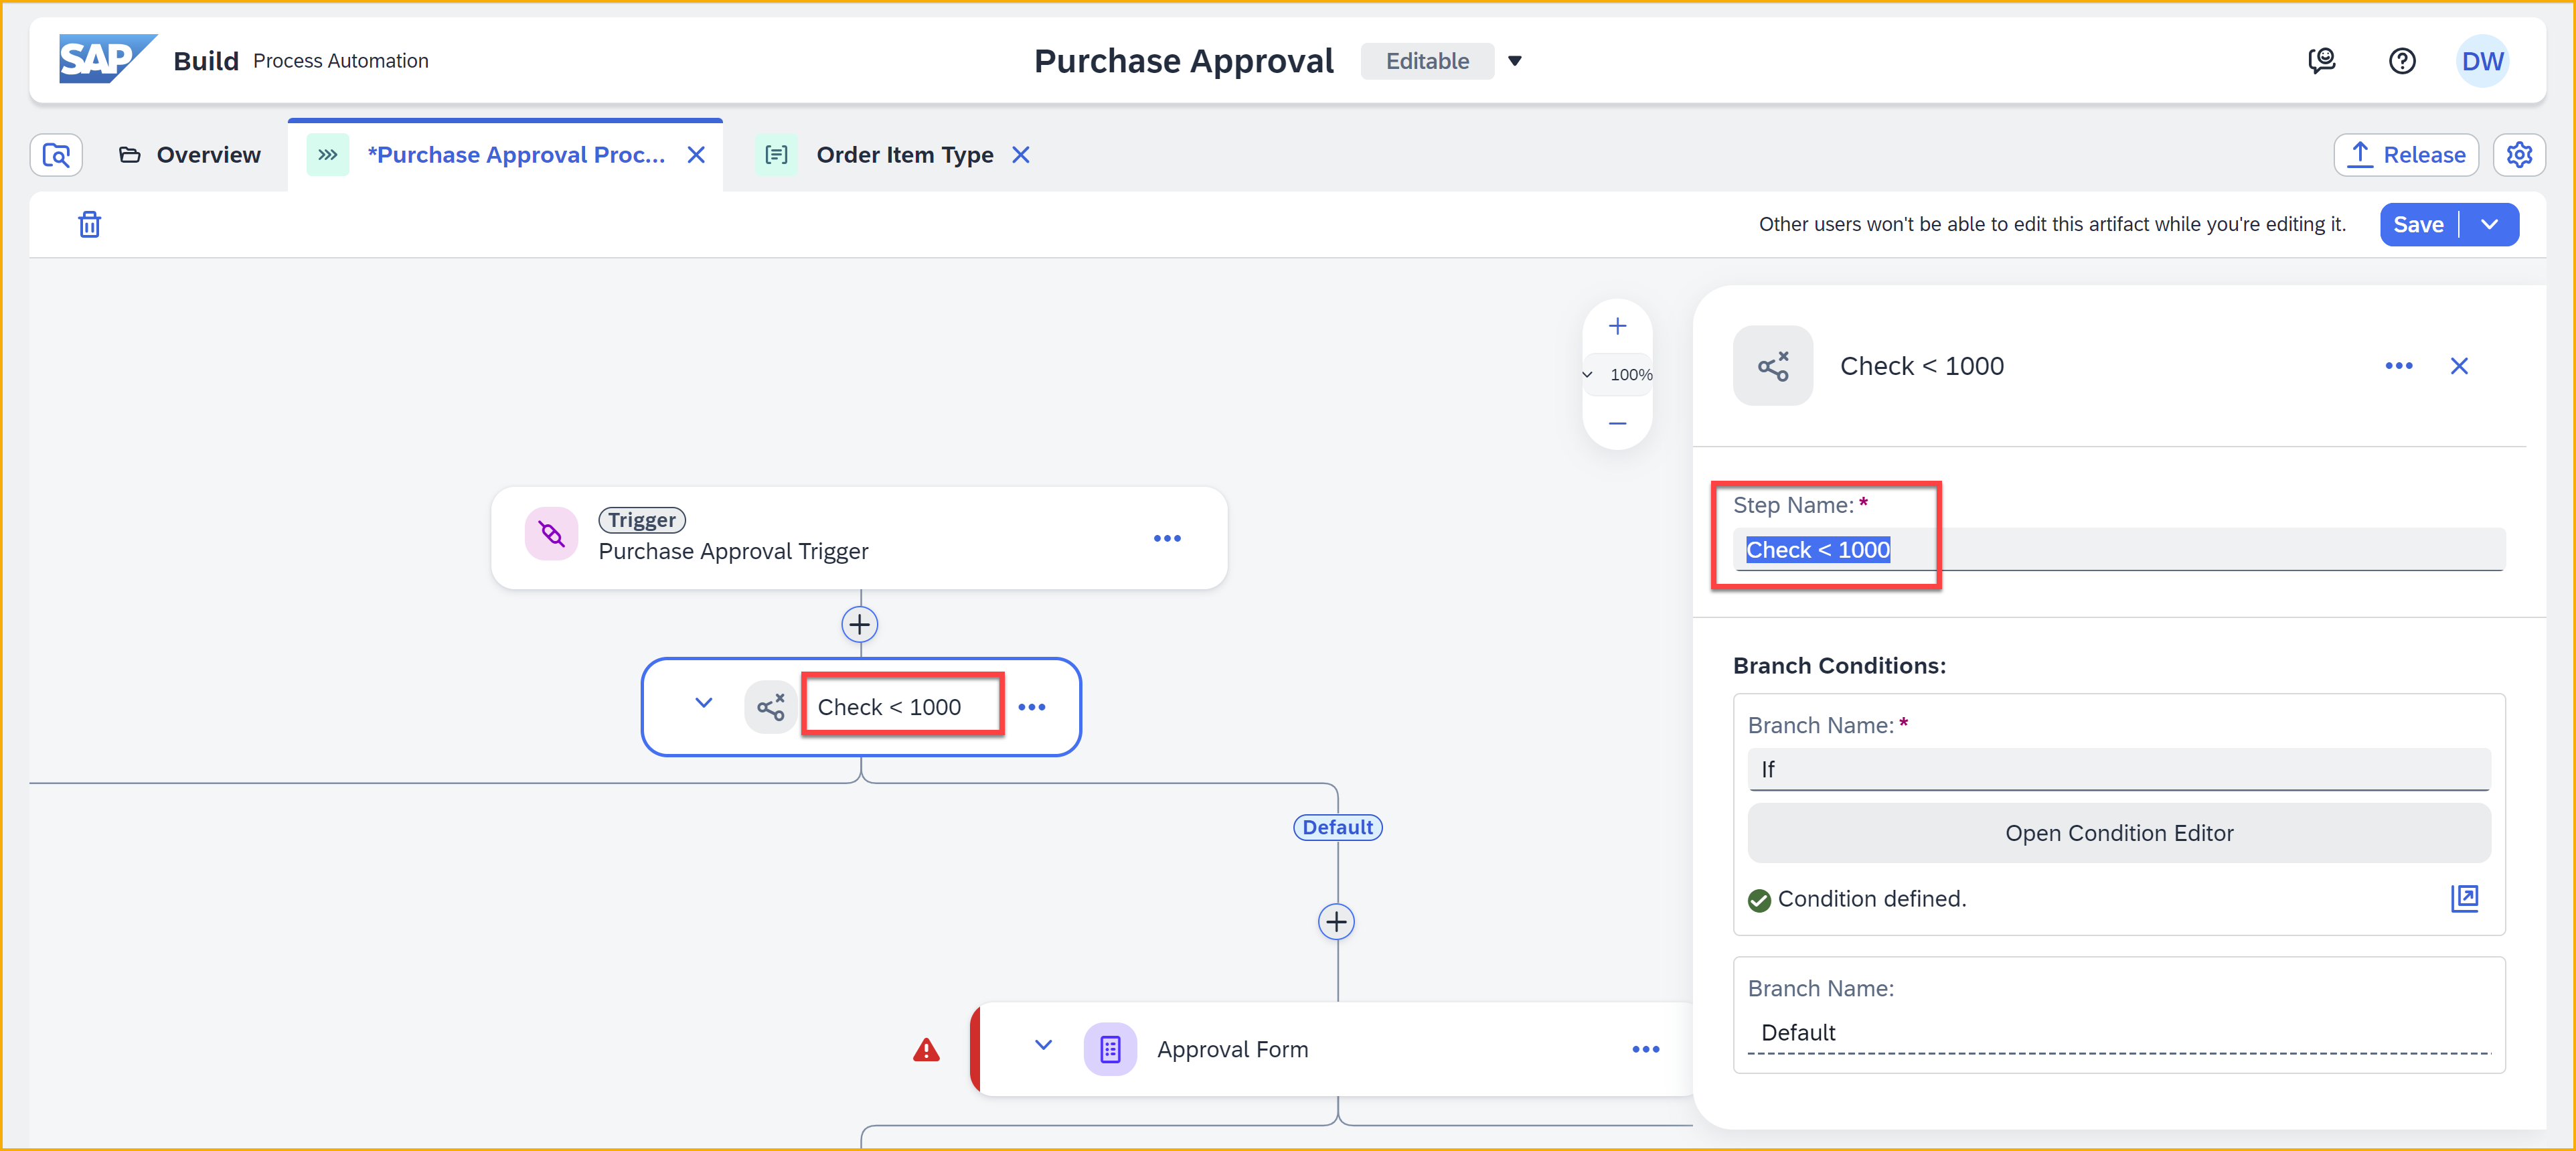 SAP Build Process Automation
Purchase Approval
Editable
DW
Overview
*Purchase Approval Proc...
Order Item Type
Release
Other users won't be able to edit this artifact while you're editing it.
Save
100%
Trigger
Purchase Approval Trigger
Check < 1000
Default
Approval Form
Check < 1000
Step Name: *
Check < 1000
Branch Conditions:
Branch Name: *
If
Open Condition Editor
Condition defined.
Branch Name:
Default